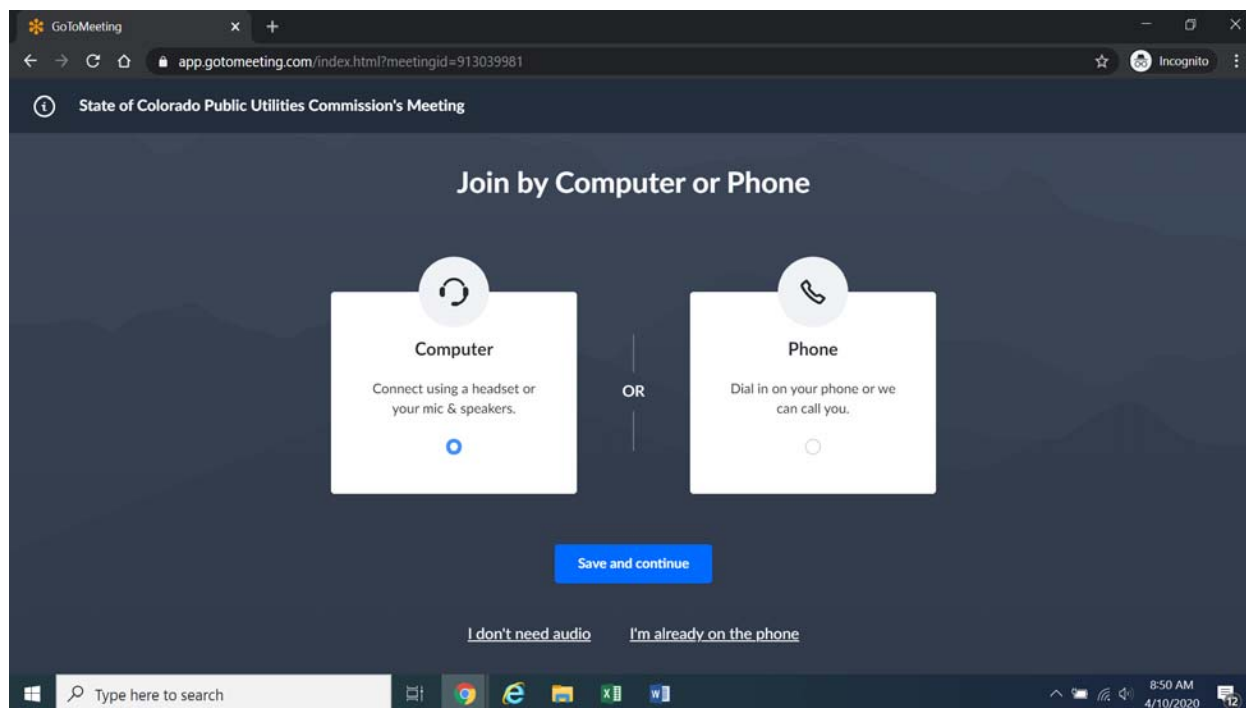 GoToMeeting
app.gotomeeting.com/index.html?meetingid=913039981
Incognito
State of Colorado Public Utilities Commission's Meeting
Join by Computer or Phone
Computer
Connect using a headset or
your mic & speakers.
OR
Phone
Dial in on your phone or we
can call you.
Save and continue
I don't need audio
I'm already on the phone
Type here to search
8:50 AM
4/10/2020
12